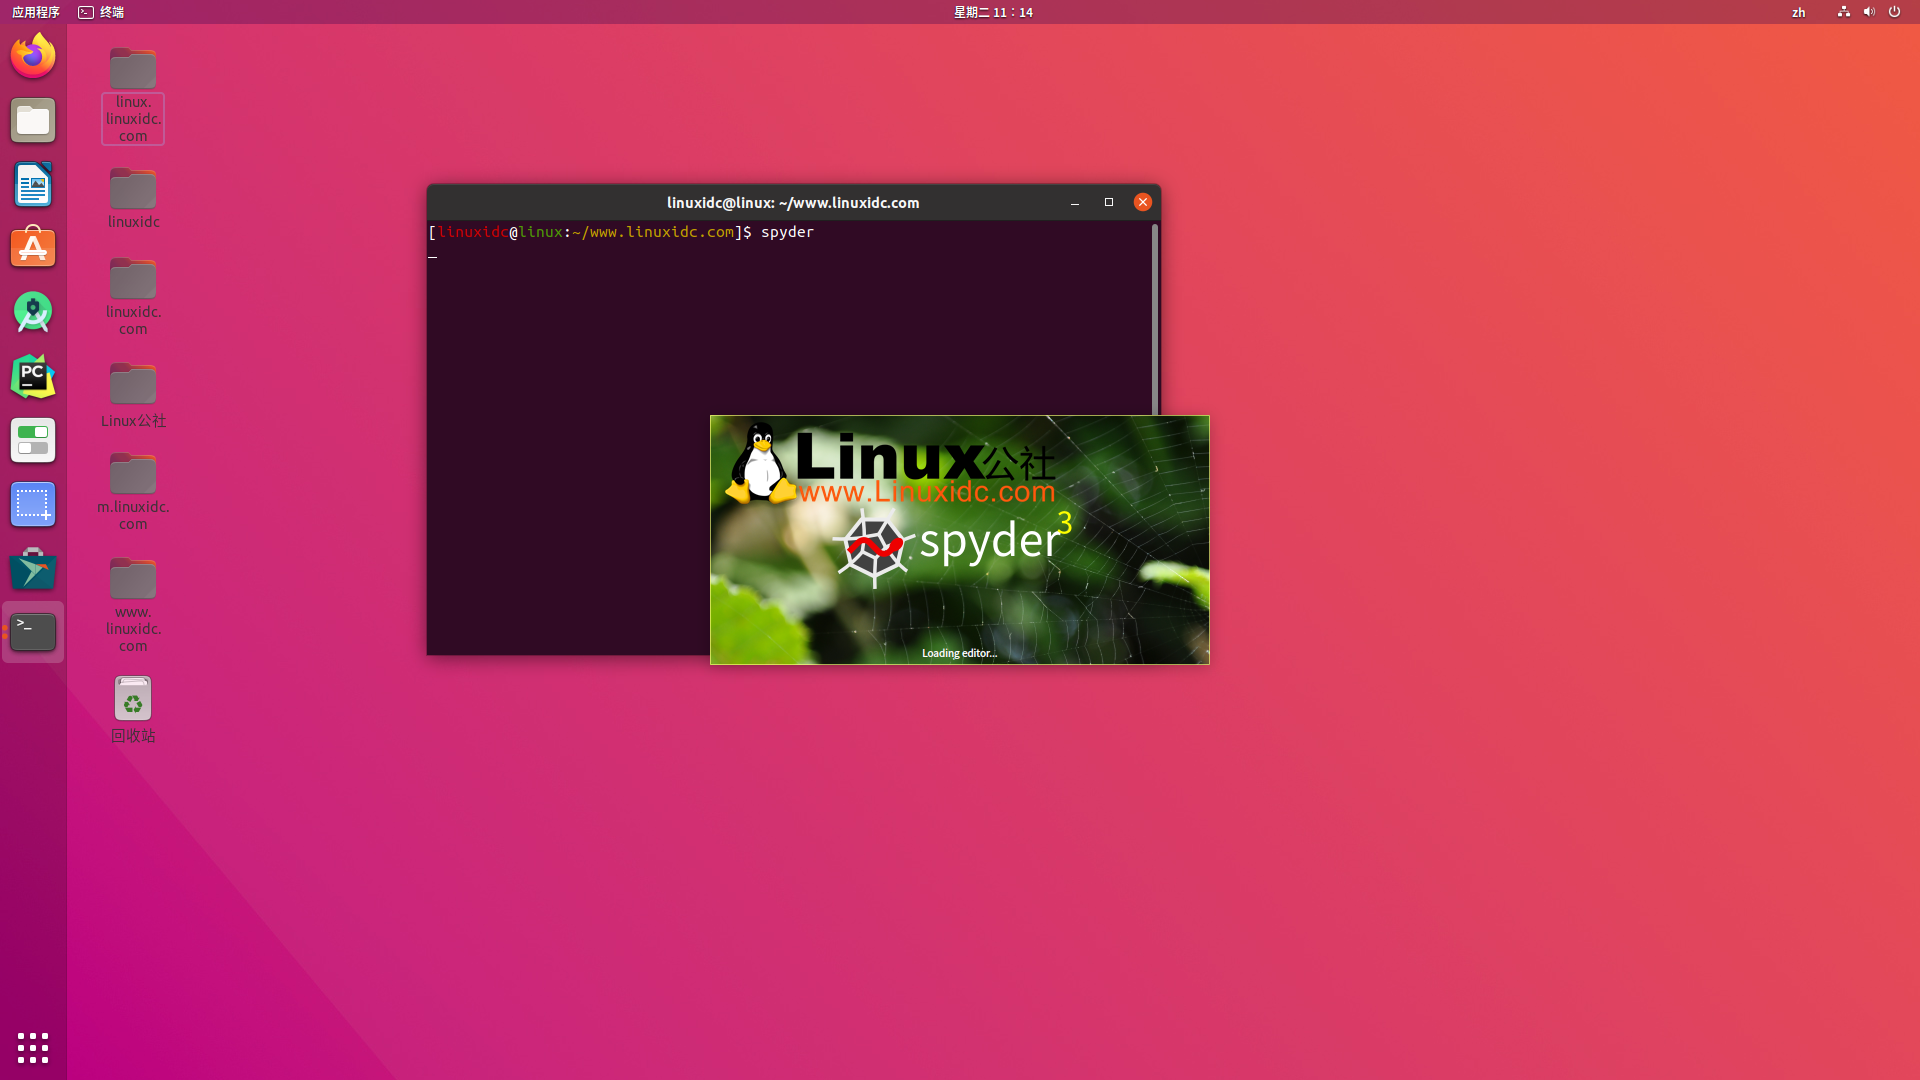 应用程序
终端
星期二 11：14
zh
linux.
linuxidc.
com
linuxidc
linuxidc.
com
Linux公社
m.linuxidc.
com
www.
linuxidc.
com
回收站
PC
linuxidc@linux: ~/www.linuxidc.com
[linuxidc@linux:~/www.linuxidc.com]$ spyder
Linux公社
www.Linuxidc.com
spyder3
Loading editor...